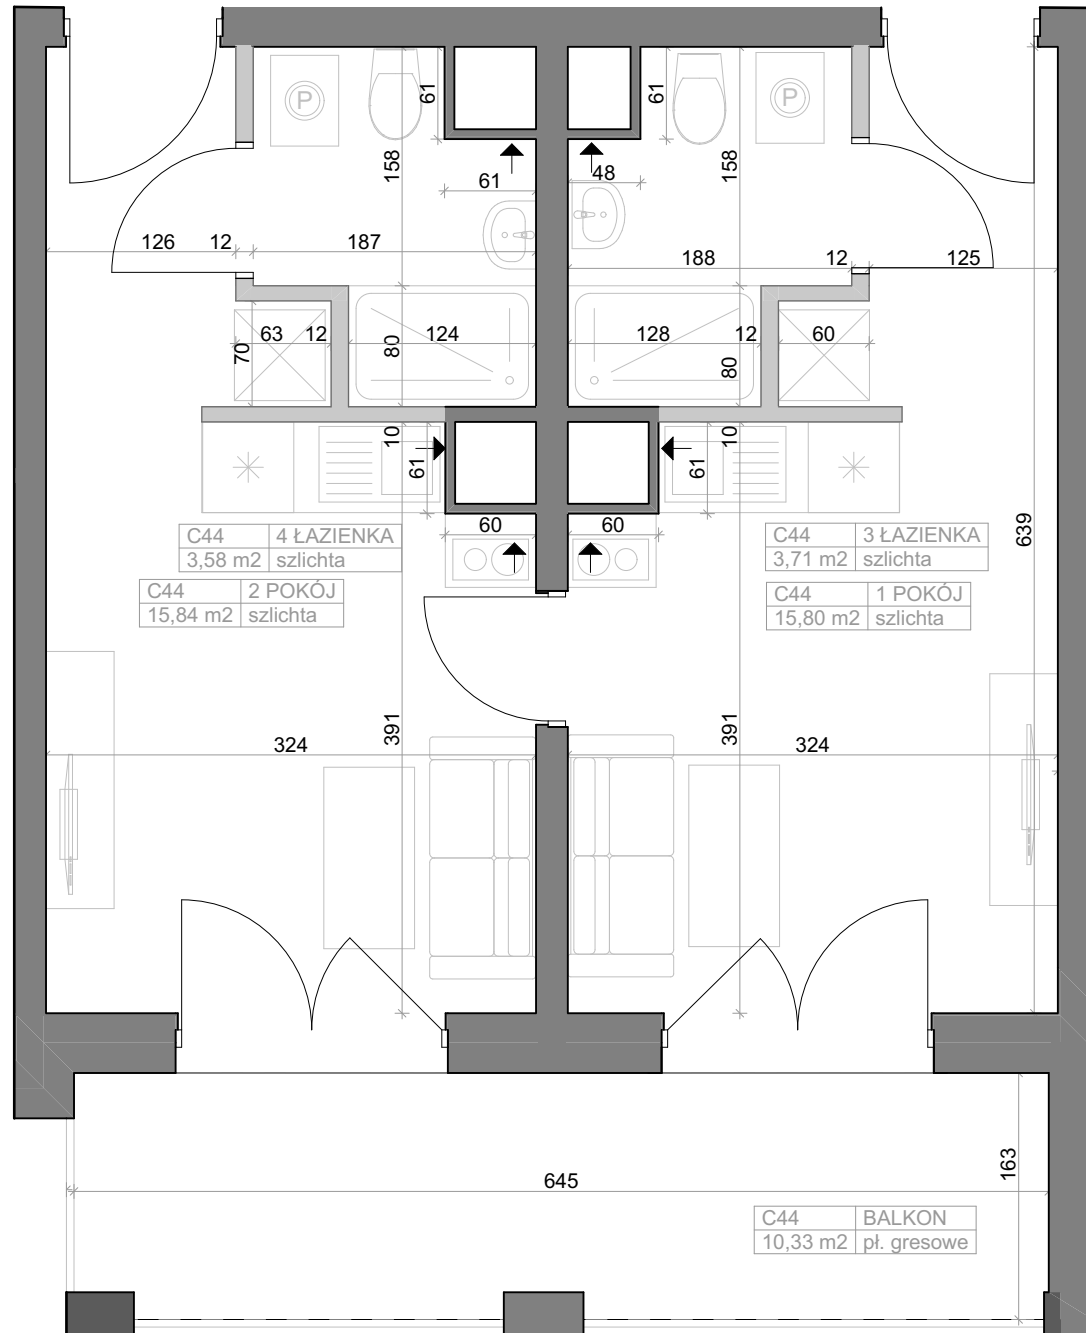 P
P
61
61
158
158
61
48
126
12
187
188
12
125
63
12
70
124
80
128
12
80
60
10
61
10
61
60
60
639
C44 4 ŁAZIENKA
3,58 m2 szlichta
C44 2 POKÓJ
15,84 m2 szlichta
C44 3 ŁAZIENKA
3,71 m2 szlichta
C44 1 POKÓJ
15,80 m2 szlichta
324
391
391
324
163
645
C44 BALKON
10,33 m2 pł. gresowe